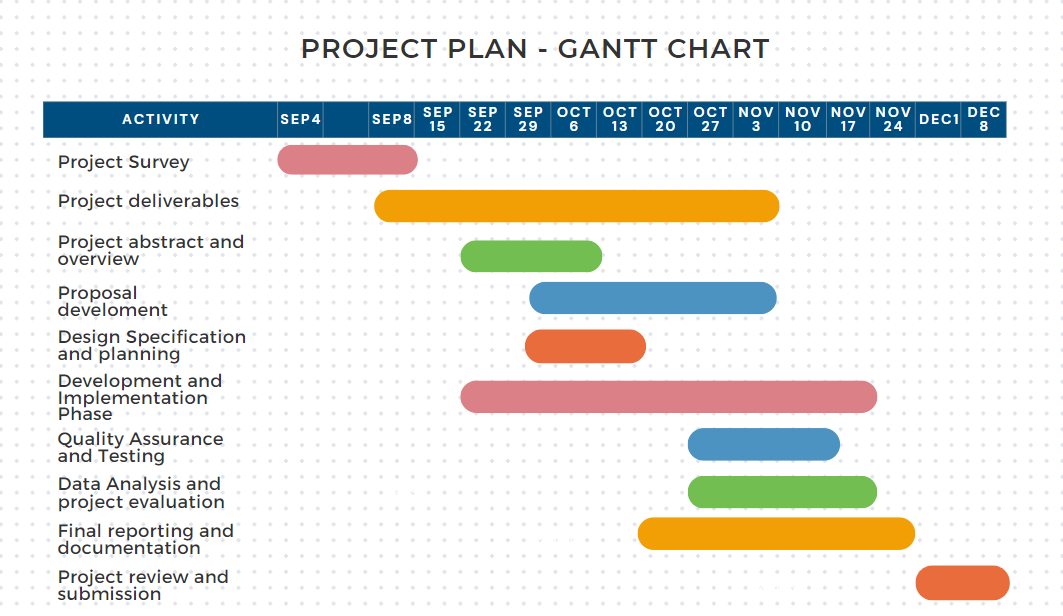 PROJECT PLAN - GANTT CHART
ACTIVITY
SEP4
SEP8
SEP
15
SEP
22
SEP
29
OCT
6
OCT
13
OCT
20
OCT
27
NOV
3
NOV
10
NOV
17
NOV
24
DEC1
DEC
8
Project Survey
Project deliverables
Project abstract and
overview
Proposal
develoment
Design Specification
and planning
Development and
Implementation
Phase
Quality Assurance
and Testing
Data Analysis and
project evaluation
Final reporting and
documentation
Project review and
submission